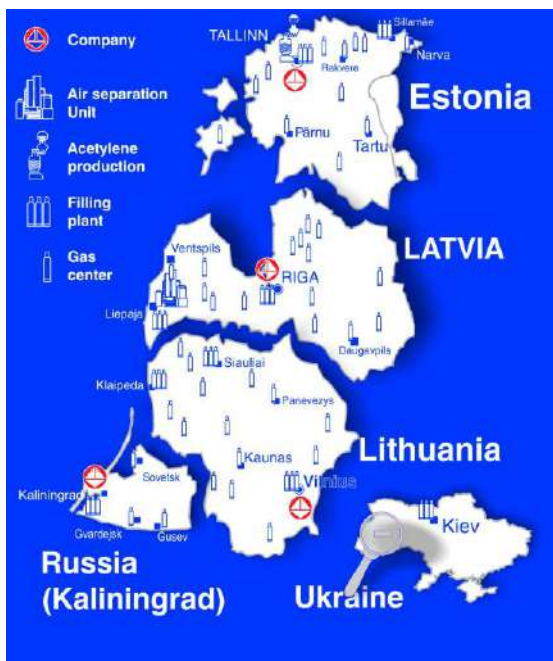 Company
Air separation
Unit
Acetylene
production
Filling
plant
Gas
center
TALLINN
Sillamäe
Narva
Rakvere
Estonia
Pärnu
Tartu
Ventspils
LATVIA
RIGA
Liepaja
Daugavpils
Siauliai
Klaipeda
Panevezys
Kaunas
Lithuania
Vilnius
Sovetsk
Kaliningrad
Gvardejsk
Gusev
Kiev
Russia
(Kaliningrad)
Ukraine